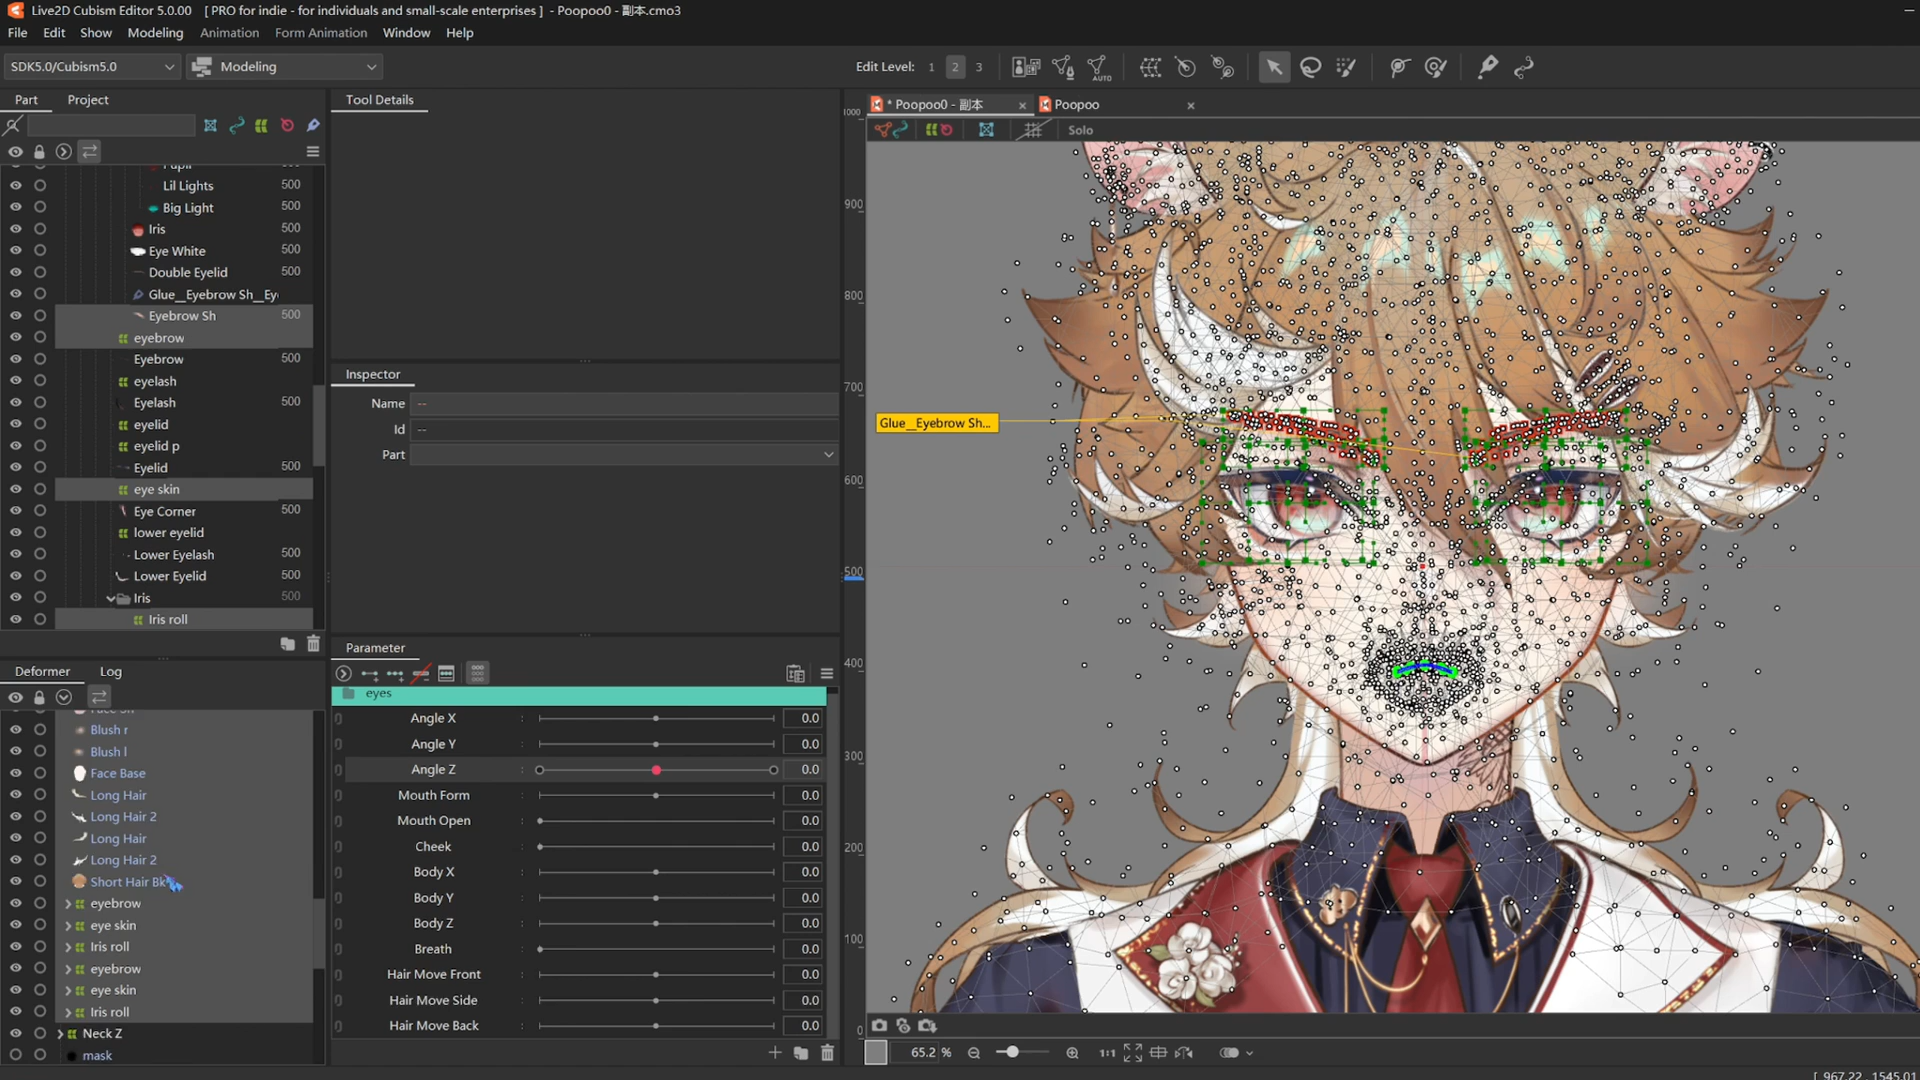 Live2D Cubism Editor 5.0.00 [ PRO for indie - for individuals and small-scale enterprises ] - Poopoo0 - 副本.cmo3
File Edit Show Modeling Animation Form Animation Window Help
SDK5.0/Cubism5.0 Modeling Edit Level: 1 2 3 AUTO
Part Project
Lil Lights 500
Big Light 500
Iris 500
Eye White 500
Double Eyelid 500
Glue__Eyebrow Sh__Ey
Eyebrow Sh 500
eyebrow
Eyebrow 500
eyelash
Eyelash 500
eyelid
eyelid p
Eyelid 500
eye skin
Eye Corner 500
lower eyelid
Lower Eyelash 500
Lower Eyelid 500
Iris 500
Iris roll
Deformer Log
Blush r
Blush l
Face Base
Long Hair
Long Hair 2
Long Hair
Long Hair 2
Short Hair Bk
eyebrow
eye skin
Iris roll
eyebrow
eye skin
Iris roll
Neck Z
mask
Tool Details
Inspector
Name --
Id --
Part
Parameter
eyes
Angle X : 0.0
Angle Y : 0.0
Angle Z : 0.0
Mouth Form : 0.0
Mouth Open : 0.0
Cheek : 0.0
Body X : 0.0
Body Y : 0.0
Body Z : 0.0
Breath : 0.0
Hair Move Front : 0.0
Hair Move Side : 0.0
Hair Move Back : 0.0
* Poopoo0 - 副本 Poopoo
Solo
1000
900
800
700
600
500
400
300
200
100
0
Glue__Eyebrow Sh...
65.2 % 1:1
[ 967.22 , 1545.01